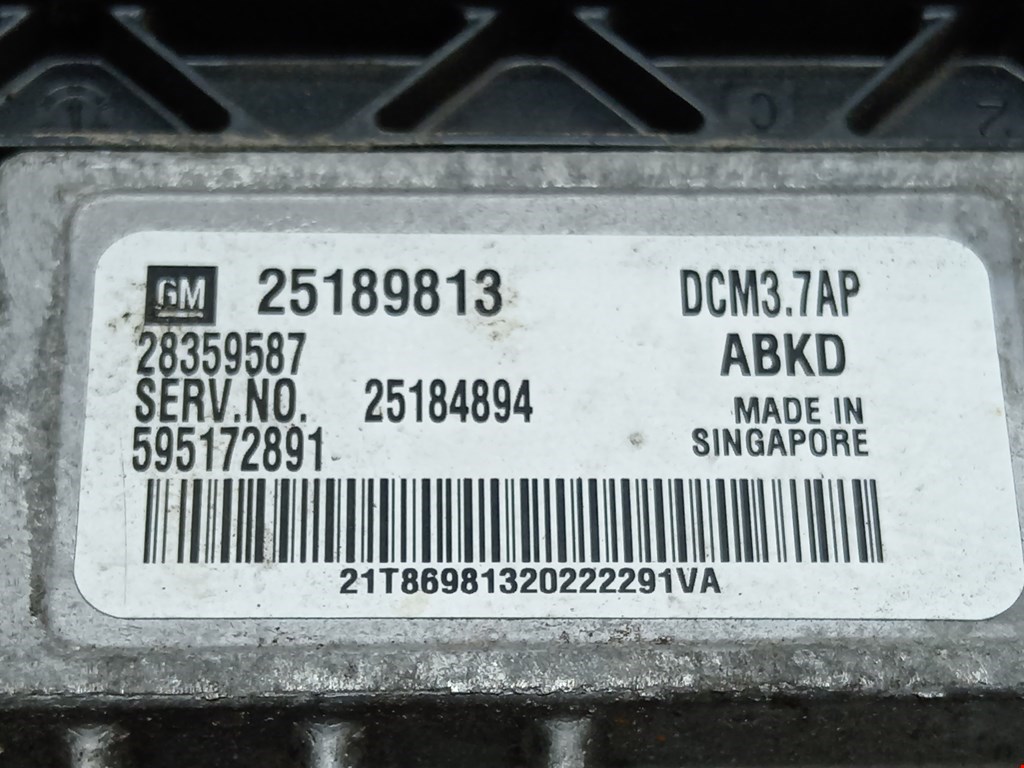 GM 25189813 DCM3.7AP
28359587 ABKD
SERV.NO. 25184894 MADE IN
595172891 SINGAPORE
21T86981320222291VA